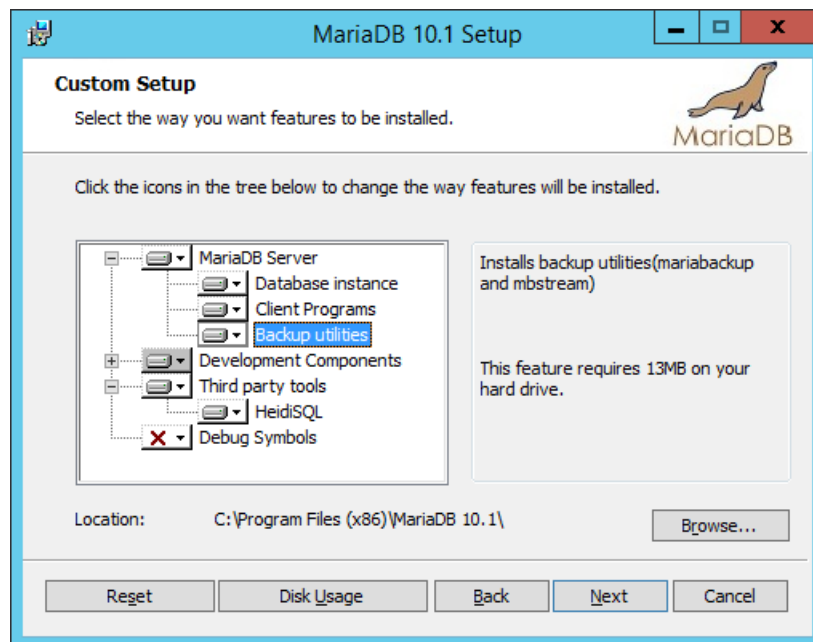 MariaDB 10.1 Setup
Custom Setup
Select the way you want features to be installed.
MariaDB
Click the icons in the tree below to change the way features will be installed.
MariaDB Server
Database instance
Client Programs
Backup utilities
Development Components
Third party tools
HeidiSQL
Debug Symbols
Installs backup utilities(mariabackup
and mbstream)
This feature requires 13MB on your
hard drive.
Location: C:\Program Files (x86)\MariaDB 10.1\
Browse...
Reset Disk Usage Back Next Cancel